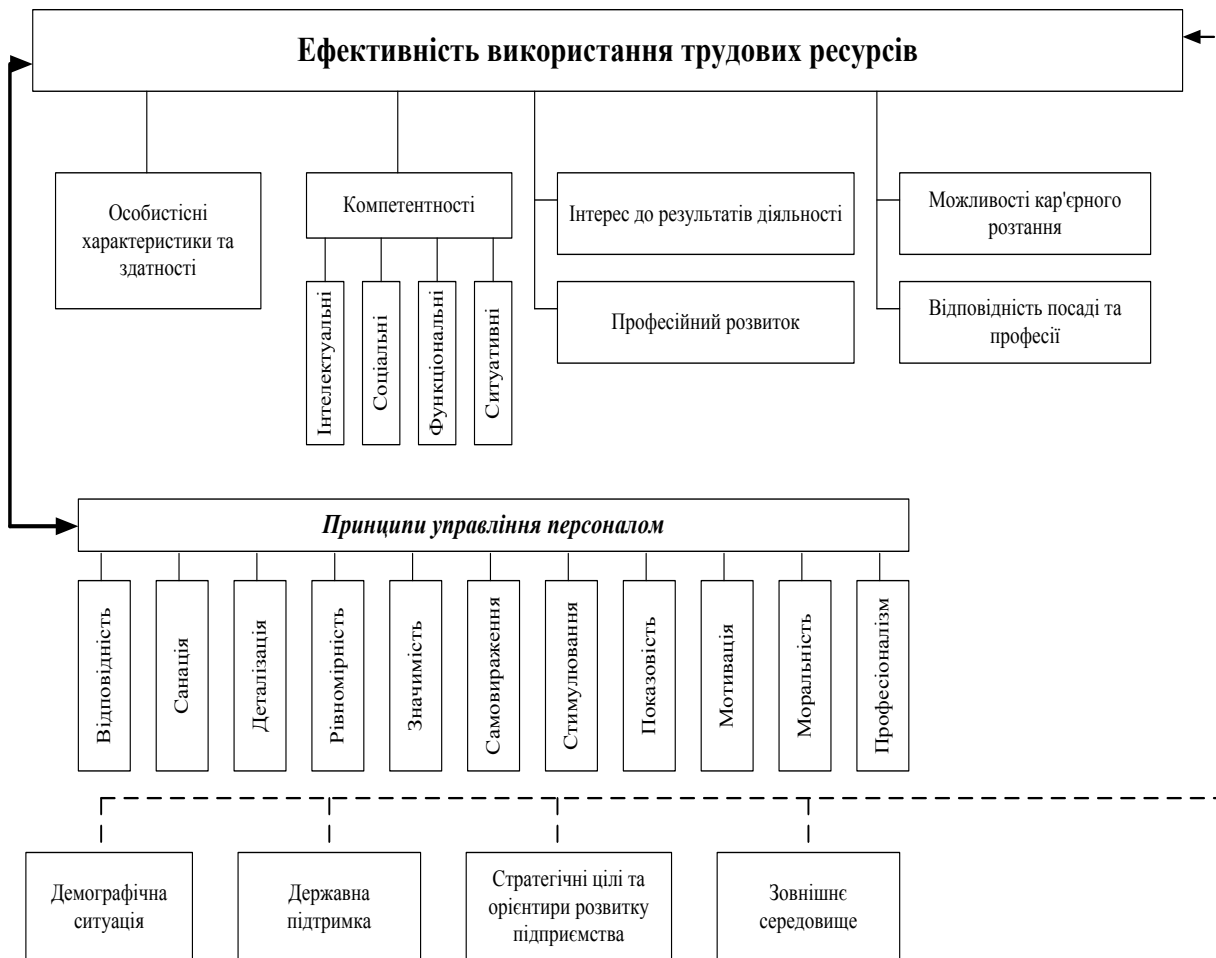 Ефективність використання трудових ресурсів
Особистісні
характеристики та
здатності
Компетентності
Інтелектуальні
Соціальні
Функціональні
Ситуативні
Інтерес до результатів діяльності
Професійний розвиток
Можливості кар'єрного
розтання
Відповідність посаді та
професії
Принципи управління персоналом
Відповідність
Санація
Деталізація
Рівномірність
Значимість
Самовираження
Стимулювання
Показовість
Мотивація
Моральність
Професіоналізм
Демографічна
ситуація
Державна
підтримка
Стратегічні цілі та
орієнтири розвитку
підприємства
Зовнішнє
середовище